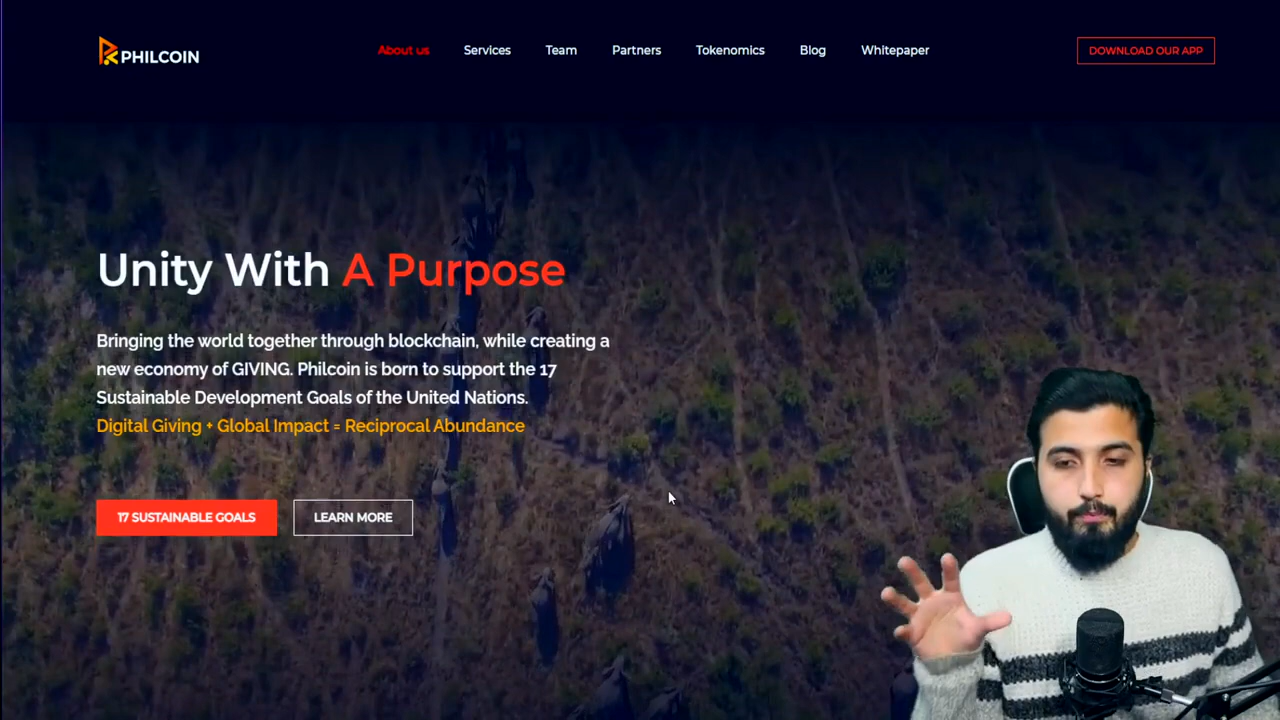 PHILCOIN
About us
Services
Team
Partners
Tokenomics
Blog
Whitepaper
DOWNLOAD OUR APP
Unity With A Purpose
Bringing the world together through blockchain, while creating a
new economy of GIVING. Philcoin is born to support the 17
Sustainable Development Goals of the United Nations.
Digital Giving + Global Impact = Reciprocal Abundance
17 SUSTAINABLE GOALS
LEARN MORE